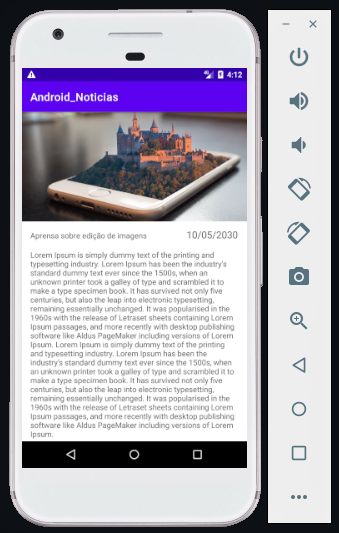 4:12
Android_Noticias
Aprensa sobre edição de imagens 10/05/2030
Lorem Ipsum is simply dummy text of the printing and
typesetting industry. Lorem Ipsum has been the industry's
standard dummy text ever since the 1500s, when an
unknown printer took a galley of type and scrambled it to
make a type specimen book. It has survived not only five
centuries, but also the leap into electronic typesetting,
remaining essentially unchanged. It was popularised in the
1960s with the release of Letraset sheets containing Lorem
Ipsum passages, and more recently with desktop publishing
software like Aldus PageMaker including versions of Lorem
Ipsum. Lorem Ipsum is simply dummy text of the printing
and typesetting industry. Lorem Ipsum has been the
industry's standard dummy text ever since the 1500s, when
an unknown printer took a galley of type and scrambled it to
make a type specimen book. It has survived not only five
centuries, but also the leap into electronic typesetting,
remaining essentially unchanged. It was popularised in the
1960s with the release of Letraset sheets containing Lorem
Ipsum passages, and more recently with desktop publishing
software like Aldus PageMaker including versions of Lorem
Ipsum.